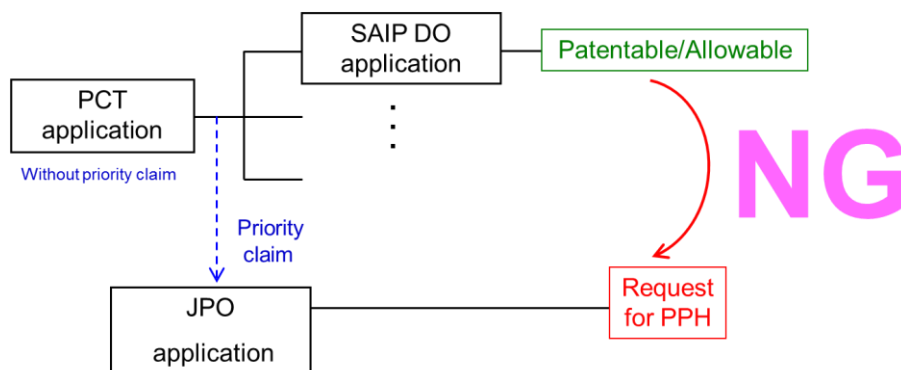 SAIP DO
application
Patentable/Allowable
PCT
application
Without priority claim
NG
Priority
claim
Request
for PPH
JPO
application